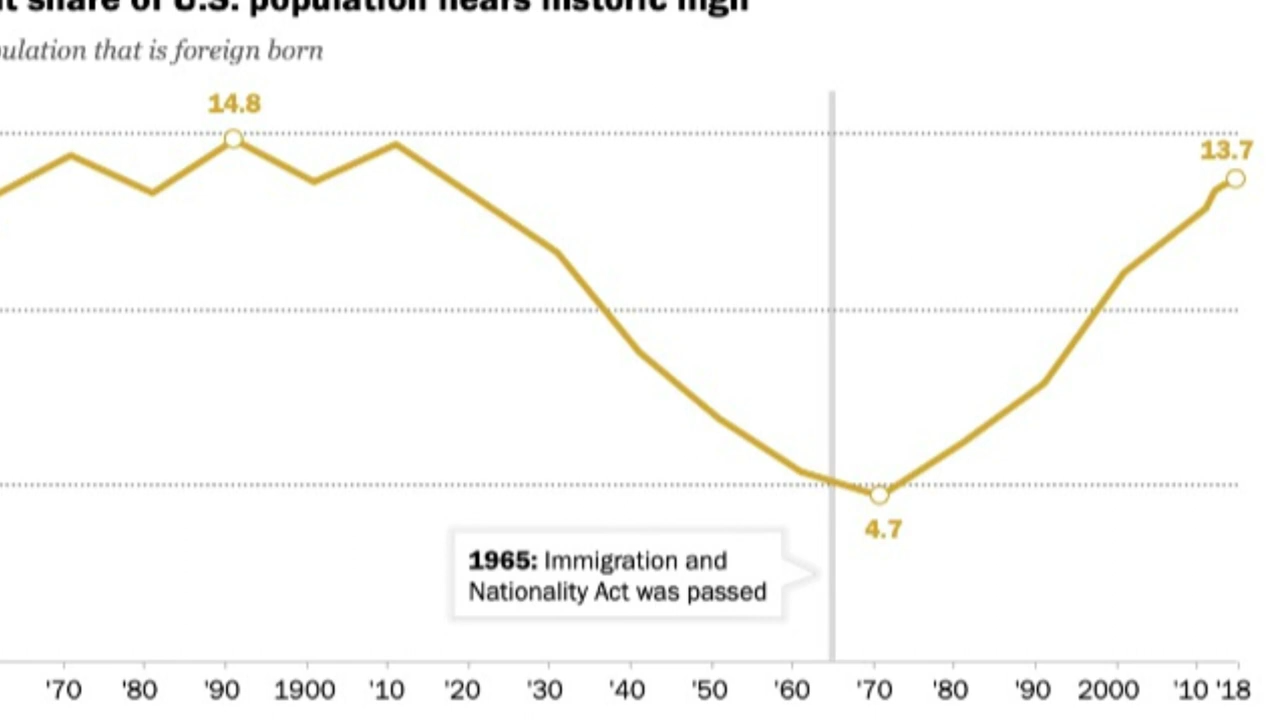 share of U.S. population nears historic high
that is foreign born
14.8
13.7
4.7
1965: Immigration and
Nationality Act was passed
'70 '80 '90 1900 '10 '20 '30 '40 '50 '60 '70 '80 '90 2000 '10 '18